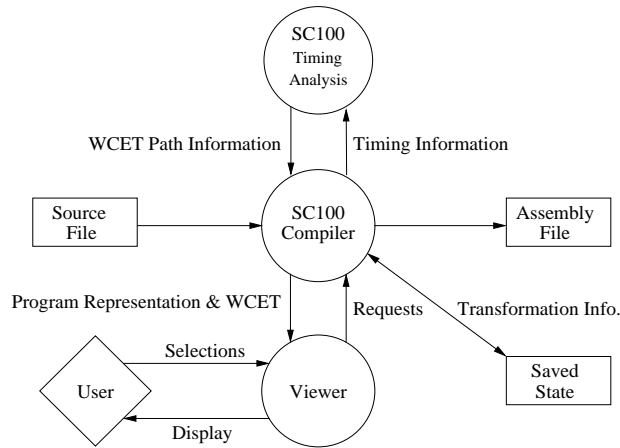 SC100
Timing
Analysis
WCET Path Information
Timing Information
Source
File
SC100
Compiler
Assembly
File
Program Representation & WCET
Requests
Transformation Info.
Selections
User
Viewer
Saved
State
Display